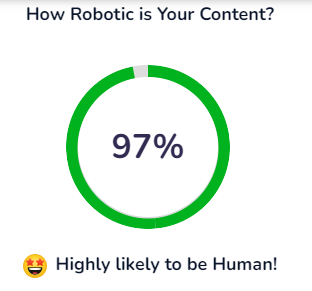 How Robotic is Your Content?
97%
Highly likely to be Human!